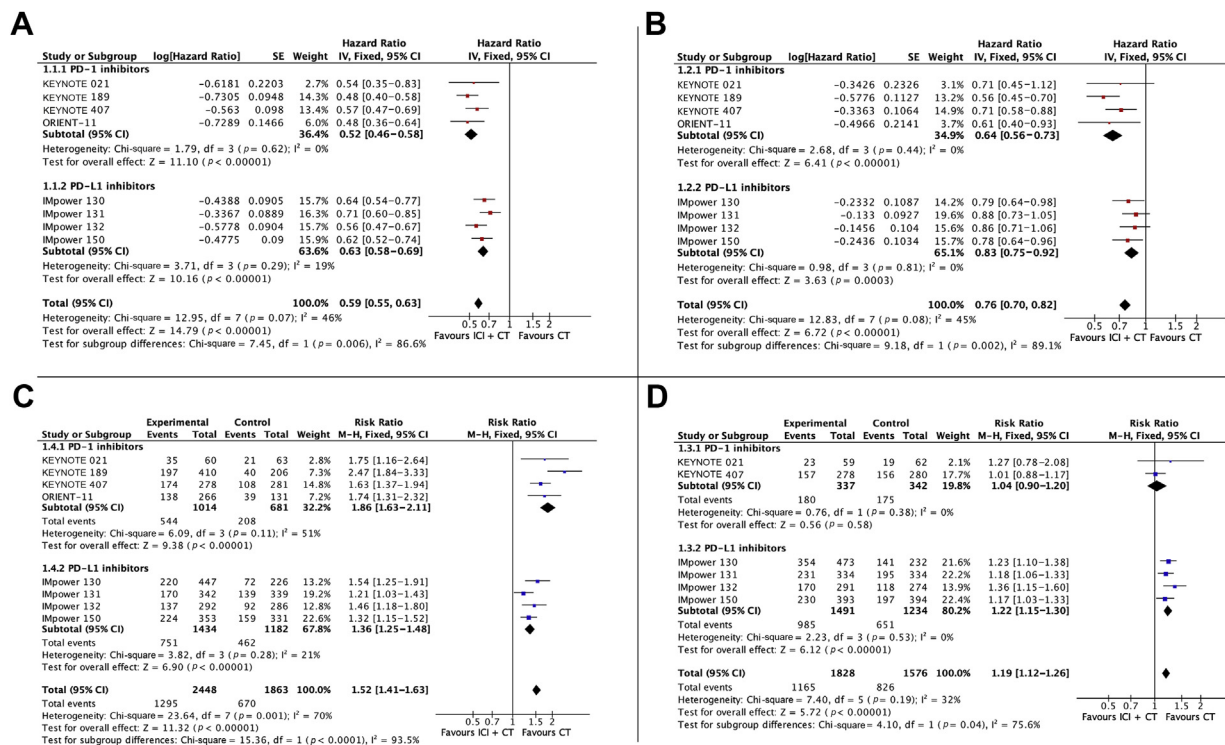 A
Hazard Ratio Hazard Ratio
Study or Subgroup log[Hazard Ratio] SE Weight IV, Fixed, 95% CI IV, Fixed, 95% CI
1.1.1 PD-1 inhibitors
KEYNOTE 021 −0.6181 0.2203 2.7% 0.54 [0.35-0.83]
KEYNOTE 189 −0.7305 0.0948 14.3% 0.48 [0.40-0.58]
KEYNOTE 407 −0.563 0.098 13.4% 0.57 [0.47-0.69]
ORIENT-11 −0.7289 0.1466 6.0% 0.48 [0.36-0.64]
Subtotal (95% CI) 36.4% 0.52 [0.46-0.58]
Heterogeneity: Chi-square = 1.79, df = 3 (p = 0.62); I² = 0%
Test for overall effect: Z = 11.10 (p < 0.00001)
1.1.2 PD-L1 inhibitors
IMpower 130 −0.4388 0.0905 15.7% 0.64 [0.54-0.77]
IMpower 131 −0.3367 0.0889 16.3% 0.71 [0.60-0.85]
IMpower 132 −0.5778 0.0904 15.7% 0.56 [0.47-0.67]
IMpower 150 −0.4775 0.09 15.9% 0.62 [0.52-0.74]
Subtotal (95% CI) 63.6% 0.63 [0.58-0.69]
Heterogeneity: Chi-square = 3.71, df = 3 (p = 0.29); I² = 19%
Test for overall effect: Z = 10.16 (p < 0.00001)
Total (95% CI) 100.0% 0.59 [0.55, 0.63]
Heterogeneity: Chi-square = 12.95, df = 7 (p = 0.07); I² = 46%
Test for overall effect: Z = 14.79 (p < 0.00001)
Test for subgroup differences: Chi-square = 7.45, df = 1 (p = 0.006), I² = 86.6%
0.5 0.7 1 1.5 2
Favours ICI + CT Favours CT
B
Hazard Ratio Hazard Ratio
Study or Subgroup log[Hazard Ratio] SE Weight IV, Fixed, 95% CI IV, Fixed, 95% CI
1.2.1 PD-1 inhibitors
KEYNOTE 021 −0.3426 0.2326 3.1% 0.71 [0.45-1.12]
KEYNOTE 189 −0.5776 0.1127 13.3% 0.56 [0.45-0.70]
KEYNOTE 407 −0.3363 0.1064 14.9% 0.71 [0.58-0.88]
ORIENT-11 −0.4966 0.2141 3.7% 0.61 [0.40-0.93]
Subtotal (95% CI) 34.9% 0.64 [0.56-0.73]
Heterogeneity: Chi-square = 2.68, df = 3 (p = 0.44); I² = 0%
Test for overall effect: Z = 6.41 (p < 0.00001)
1.2.2 PD-L1 inhibitors
IMpower 130 −0.2332 0.1087 14.2% 0.79 [0.64-0.98]
IMpower 131 −0.133 0.0927 19.6% 0.88 [0.73-1.05]
IMpower 132 −0.1456 0.104 15.6% 0.86 [0.71-1.06]
IMpower 150 −0.2436 0.1034 15.7% 0.78 [0.64-0.96]
Subtotal (95% CI) 65.1% 0.83 [0.75-0.92]
Heterogeneity: Chi-square = 0.98, df = 3 (p = 0.81); I² = 0%
Test for overall effect: Z = 3.63 (p = 0.0003)
Total (95% CI) 100.0% 0.76 [0.70, 0.82]
Heterogeneity: Chi-square = 12.83, df = 7 (p = 0.08); I² = 45%
Test for overall effect: Z = 6.72 (p < 0.00001)
Test for subgroup differences: Chi-square = 9.18, df = 1 (p = 0.002), I² = 89.1%
0.5 0.7 1 1.5 2
Favours ICI + CT Favours CT
C
Experimental Control Risk Ratio Risk Ratio
Study or Subgroup Events Total Events Total Weight M-H, Fixed, 95% CI M-H, Fixed, 95% CI
1.4.1 PD-1 inhibitors
KEYNOTE 021 35 60 21 63 2.8% 1.75 [1.16-2.64]
KEYNOTE 189 197 410 40 206 7.3% 2.47 [1.84-3.33]
KEYNOTE 407 174 278 108 281 14.8% 1.63 [1.37-1.94]
ORIENT-11 138 266 39 131 7.2% 1.74 [1.31-2.32]
Subtotal (95% CI) 1014 681 32.2% 1.86 [1.63-2.11]
Total events 544 208
Heterogeneity: Chi-square = 6.09, df = 3 (p = 0.11); I² = 51%
Test for overall effect: Z = 9.38 (p < 0.00001)
1.4.2 PD-L1 inhibitors
IMpower 130 220 447 72 226 13.2% 1.54 [1.25-1.91]
IMpower 131 170 342 139 339 19.3% 1.21 [1.03-1.43]
IMpower 132 137 292 92 286 12.8% 1.46 [1.18-1.80]
IMpower 150 224 353 159 331 22.6% 1.32 [1.15-1.52]
Subtotal (95% CI) 1434 1182 67.8% 1.36 [1.25-1.48]
Total events 751 462
Heterogeneity: Chi-square = 3.82, df = 3 (p = 0.28); I² = 21%
Test for overall effect: Z = 6.90 (p < 0.00001)
Total (95% CI) 2448 1863 100.0% 1.52 [1.41-1.63]
Total events 1295 670
Heterogeneity: Chi-square = 23.64, df = 7 (p = 0.001); I² = 70%
Test for overall effect: Z = 11.32 (p < 0.00001)
Test for subgroup differences: Chi-square = 15.36, df = 1 (p < 0.0001), I² = 93.5%
0.5 0.7 1 1.5 2
Favours ICI + CT Favours CT
D
Experimental Control Risk Ratio Risk Ratio
Study or Subgroup Events Total Events Total Weight M-H, Fixed, 95% CI M-H, Fixed, 95% CI
1.3.1 PD-1 inhibitors
KEYNOTE 021 23 59 19 62 2.1% 1.27 [0.78-2.08]
KEYNOTE 407 157 278 156 280 17.7% 1.01 [0.88-1.17]
Subtotal (95% CI) 337 342 19.8% 1.04 [0.90-1.20]
Total events 180 175
Heterogeneity: Chi-square = 0.76, df = 1 (p = 0.38); I² = 0%
Test for overall effect: Z = 0.56 (p = 0.58)
1.3.2 PD-L1 inhibitors
IMpower 130 354 473 141 232 21.6% 1.23 [1.10-1.38]
IMpower 131 231 334 195 334 22.2% 1.18 [1.06-1.33]
IMpower 132 170 291 118 274 13.9% 1.36 [1.15-1.60]
IMpower 150 230 393 197 394 22.5% 1.17 [1.03-1.33]
Subtotal (95% CI) 1491 1234 80.2% 1.22 [1.15-1.30]
Total events 985 651
Heterogeneity: Chi-square = 2.23, df = 3 (p = 0.53); I² = 0%
Test for overall effect: Z = 6.12 (p < 0.00001)
Total (95% CI) 1828 1576 100.0% 1.19 [1.12-1.26]
Total events 1165 826
Heterogeneity: Chi-square = 7.40, df = 5 (p = 0.19); I² = 32%
Test for overall effect: Z = 5.72 (p < 0.00001)
Test for subgroup differences: Chi-square = 4.10, df = 1 (p = 0.04), I² = 75.6%
0.5 0.7 1 1.5 2
Favours ICI + CT Favours CT